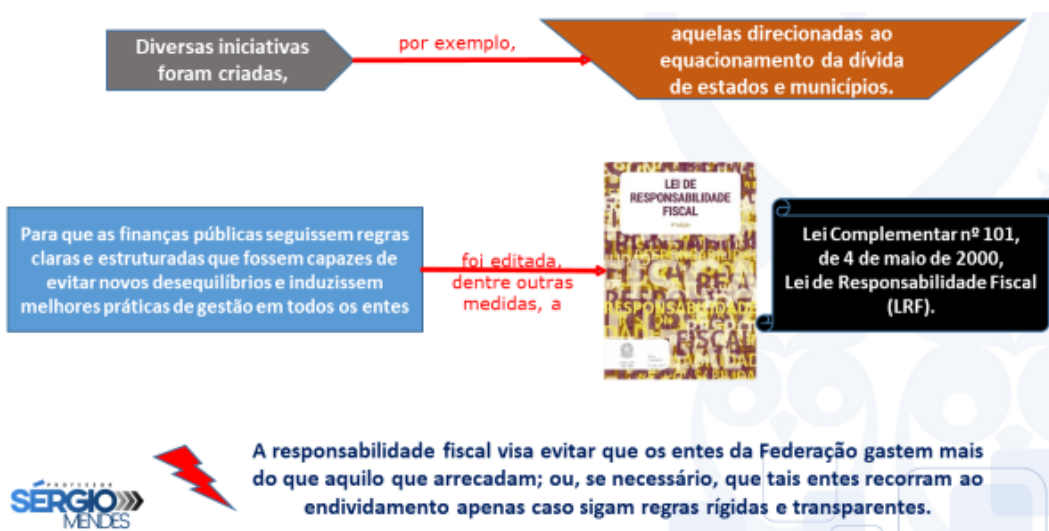 Diversas iniciativas
foram criadas,
por exemplo,
aquelas direcionadas ao
equacionamento da dívida
de estados e municípios.
Para que as finanças públicas seguissem regras
claras e estruturadas que fossem capazes de
evitar novos desequilíbrios e induzissem
melhores práticas de gestão em todos os entes
foi editada,
dentre outras
medidas, a
LEI DE
RESPONSABILIDADE
FISCAL
Lei Complementar nº 101,
de 4 de maio de 2000,
Lei de Responsabilidade Fiscal
(LRF).
A responsabilidade fiscal visa evitar que os entes da Federação gastem mais
do que aquilo que arrecadam; ou, se necessário, que tais entes recorram ao
endividamento apenas caso sigam regras rígidas e transparentes.
PROFESSOR
SÉRGIO
MENDES